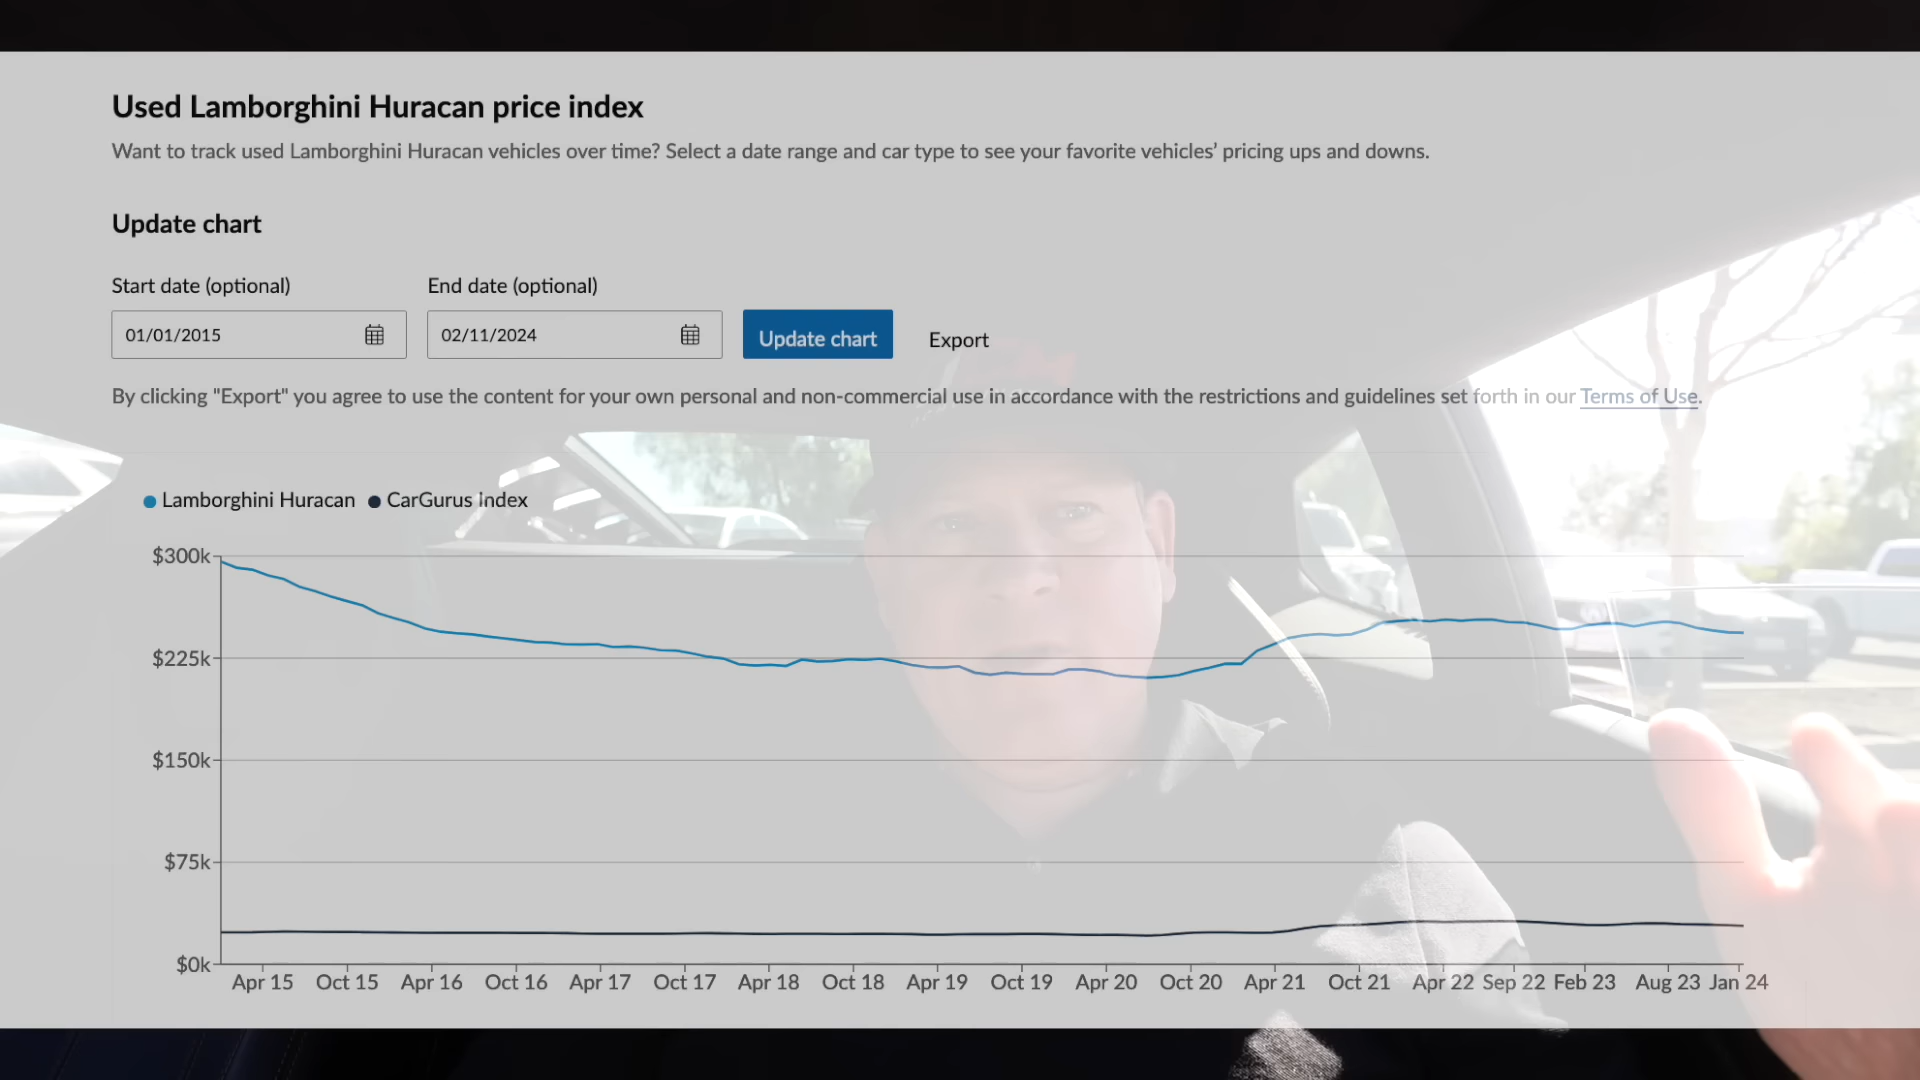 Used Lamborghini Huracan price index
Want to track used Lamborghini Huracan vehicles over time? Select a date range and car type to see your favorite vehicles’ pricing ups and downs.
Update chart
Start date (optional) End date (optional)
01/01/2015 02/11/2024 Update chart Export
By clicking "Export" you agree to use the content for your own personal and non-commercial use in accordance with the restrictions and guidelines set forth in our Terms of Use.
Lamborghini Huracan CarGurus Index
$300k
$225k
$150k
$75k
$0k
Apr 15 Oct 15 Apr 16 Oct 16 Apr 17 Oct 17 Apr 18 Oct 18 Apr 19 Oct 19 Apr 20 Oct 20 Apr 21 Oct 21 Apr 22 Sep 22 Feb 23 Aug 23 Jan 24